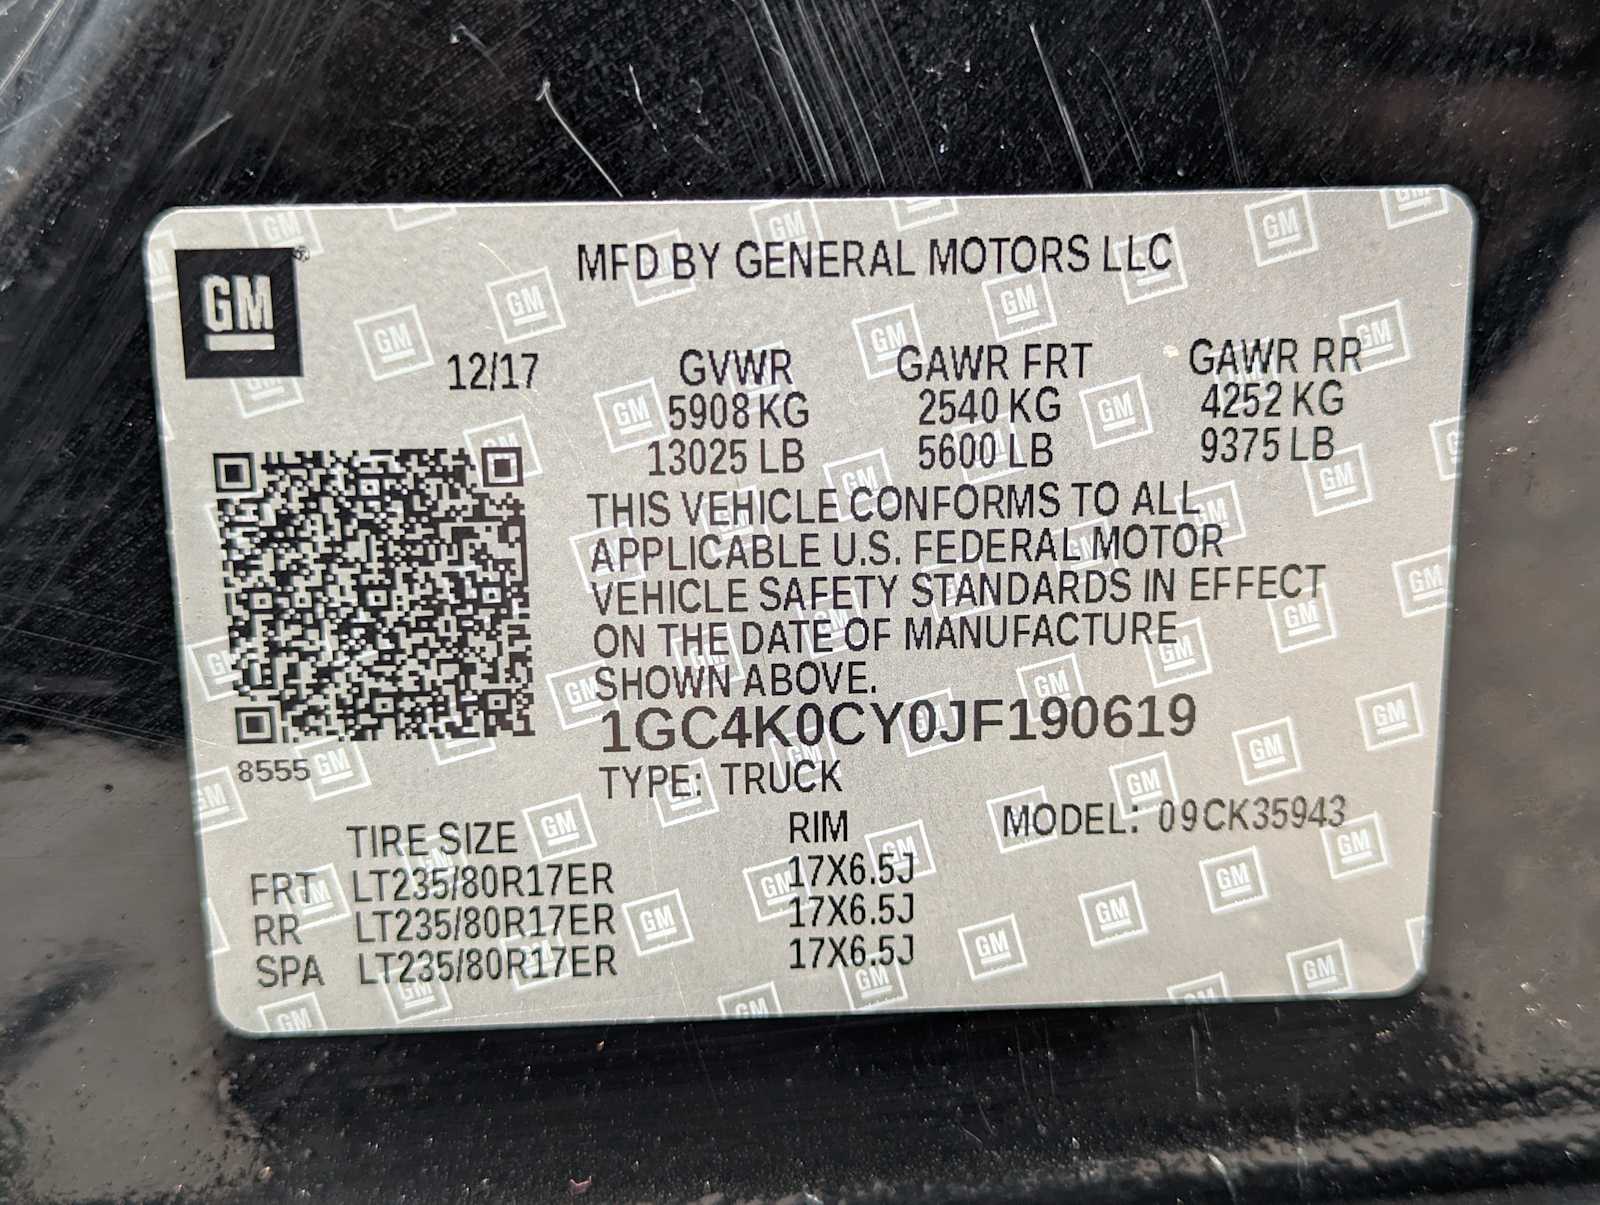 GM
MFD BY GENERAL MOTORS LLC
12/17 GVWR GAWR FRT GAWR RR
5908 KG 2540 KG 4252 KG
13025 LB 5600 LB 9375 LB
THIS VEHICLE CONFORMS TO ALL
APPLICABLE U.S. FEDERAL MOTOR
VEHICLE SAFETY STANDARDS IN EFFECT
ON THE DATE OF MANUFACTURE
SHOWN ABOVE.
1GC4K0CY0JF190619
8555
TYPE: TRUCK
TIRE SIZE RIM MODEL: 09CK35943
FRT LT235/80R17ER 17X6.5J
RR LT235/80R17ER 17X6.5J
SPA LT235/80R17ER 17X6.5J